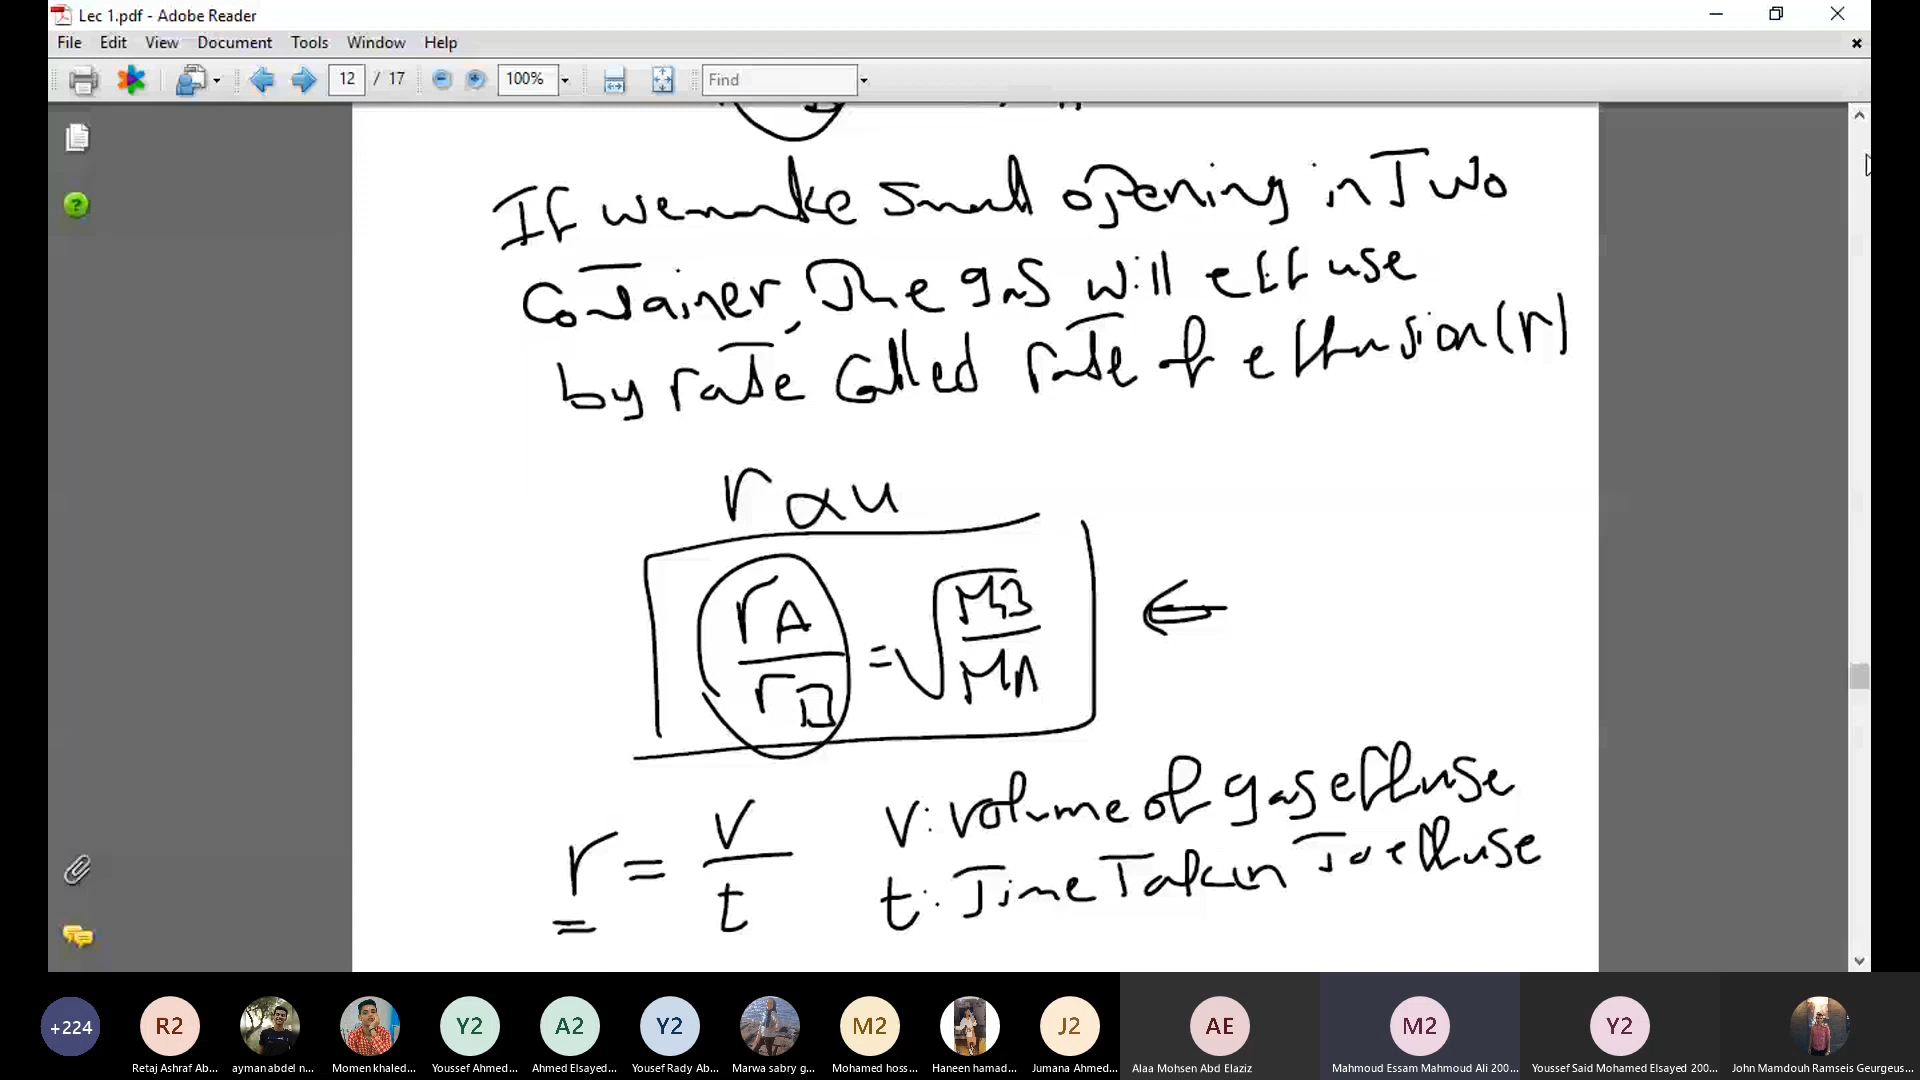 Lec 1.pdf - Adobe Reader
File Edit View Document Tools Window Help
12 / 17 100% Find
If we make small opening in Two
Container, The gas will effuse
by rate called rate of effusion (r)
r α u
rA/rB = √MB/MA
r = v/t
v: volume of gas effuse
t: Time Taken To effuse
+224 R2 Y2 A2 Y2 M2 J2 AE M2 Y2
Retaj Ashraf Ab... ayman abdel n... Momen khaled... Youssef Ahmed... Ahmed Elsayed... Yousef Rady Ab... Marwa sabry g... Mohamed hoss... Haneen hamad... Jumana Ahmed... Alaa Mohsen Abd Elaziz Mahmoud Essam Mahmoud Ali 200... Youssef Said Mohamed Elsayed 200... John Mamdouh Ramseis Geurgeus...